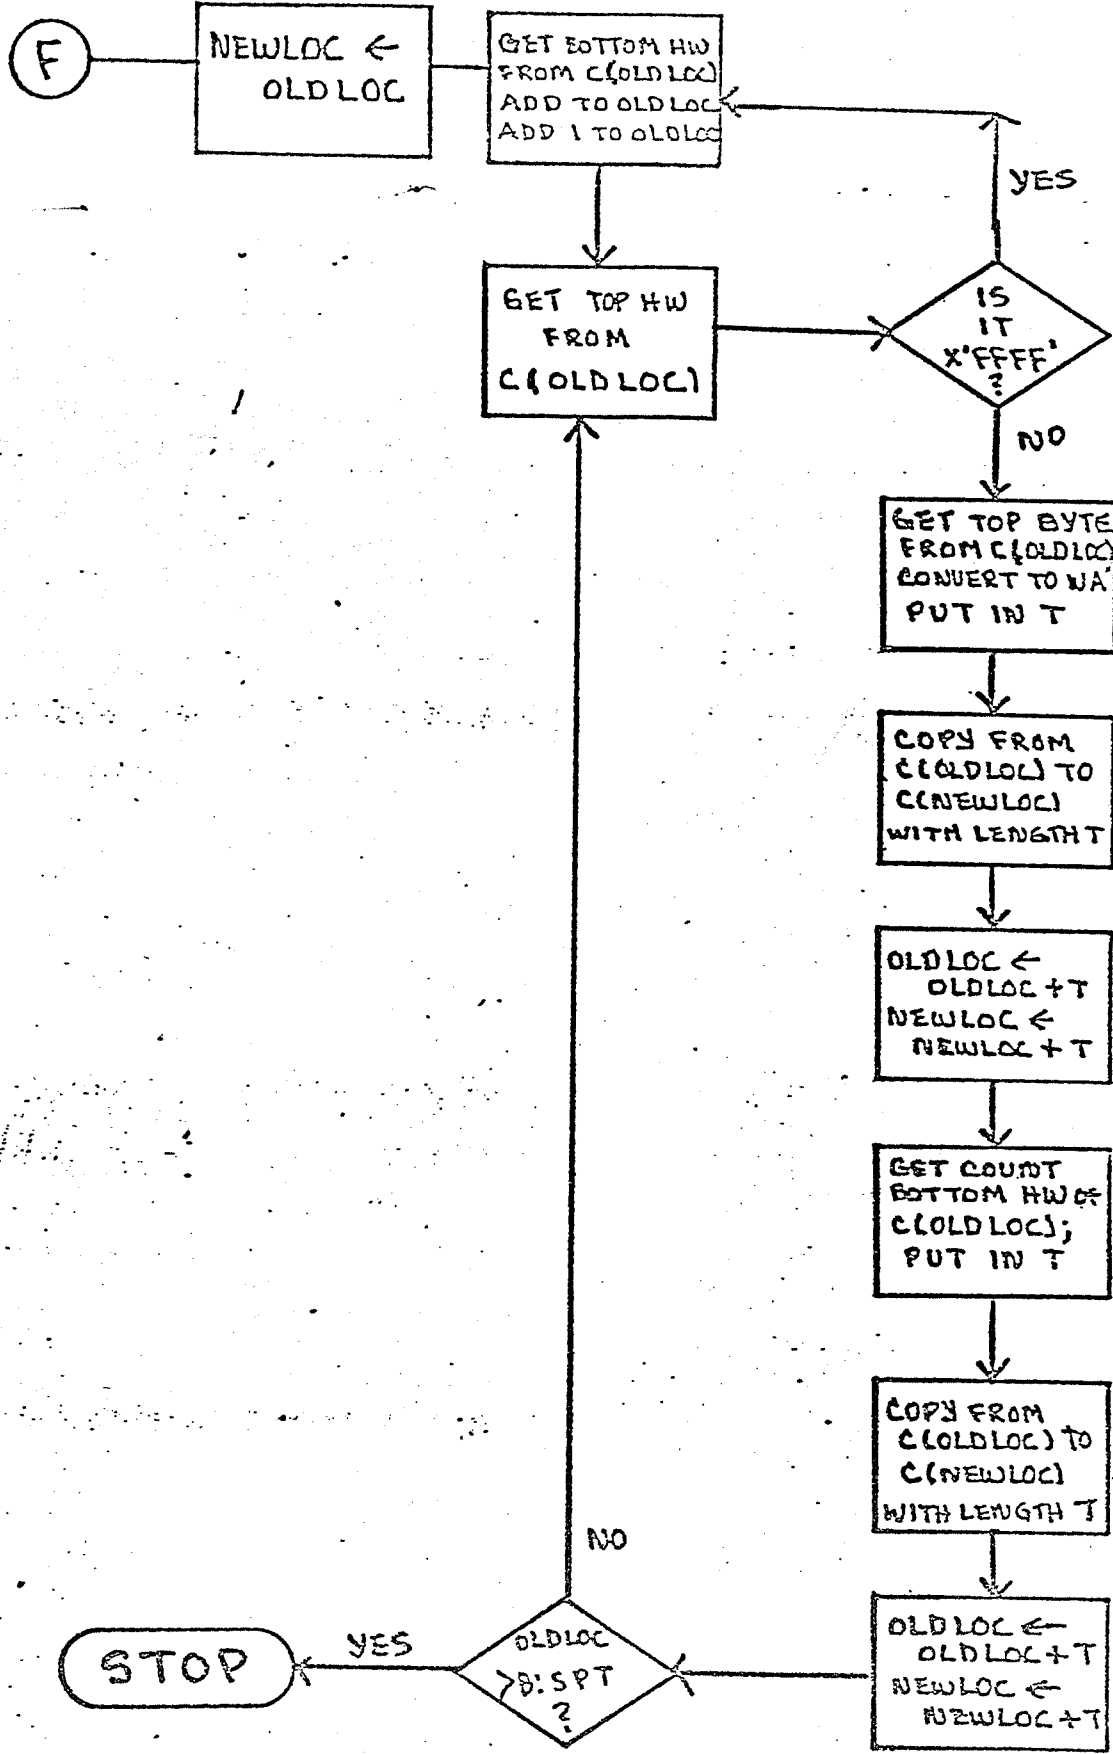 F
NEWLOC ←
OLDLOC
GET BOTTOM HW
FROM C(OLDLOC)
ADD TO OLDLOC
ADD 1 TO OLDLOC
YES
GET TOP HW
FROM
C(OLDLOC)
IS
IT
X'FFFF'
?
NO
GET TOP BYTE
FROM C(OLDLOC)
CONVERT TO WA
PUT IN T
COPY FROM
C(OLDLOC) TO
C(NEWLOC)
WITH LENGTH T
OLDLOC ←
OLDLOC + T
NEWLOC ←
NEWLOC + T
GET COUNT
BOTTOM HW OF
C(OLDLOC);
PUT IN T
COPY FROM
C(OLDLOC) TO
C(NEWLOC)
WITH LENGTH T
OLDLOC ←
OLDLOC + T
NEWLOC ←
NEWLOC + T
NO
OLDLOC
>8:SPT
?
YES
STOP